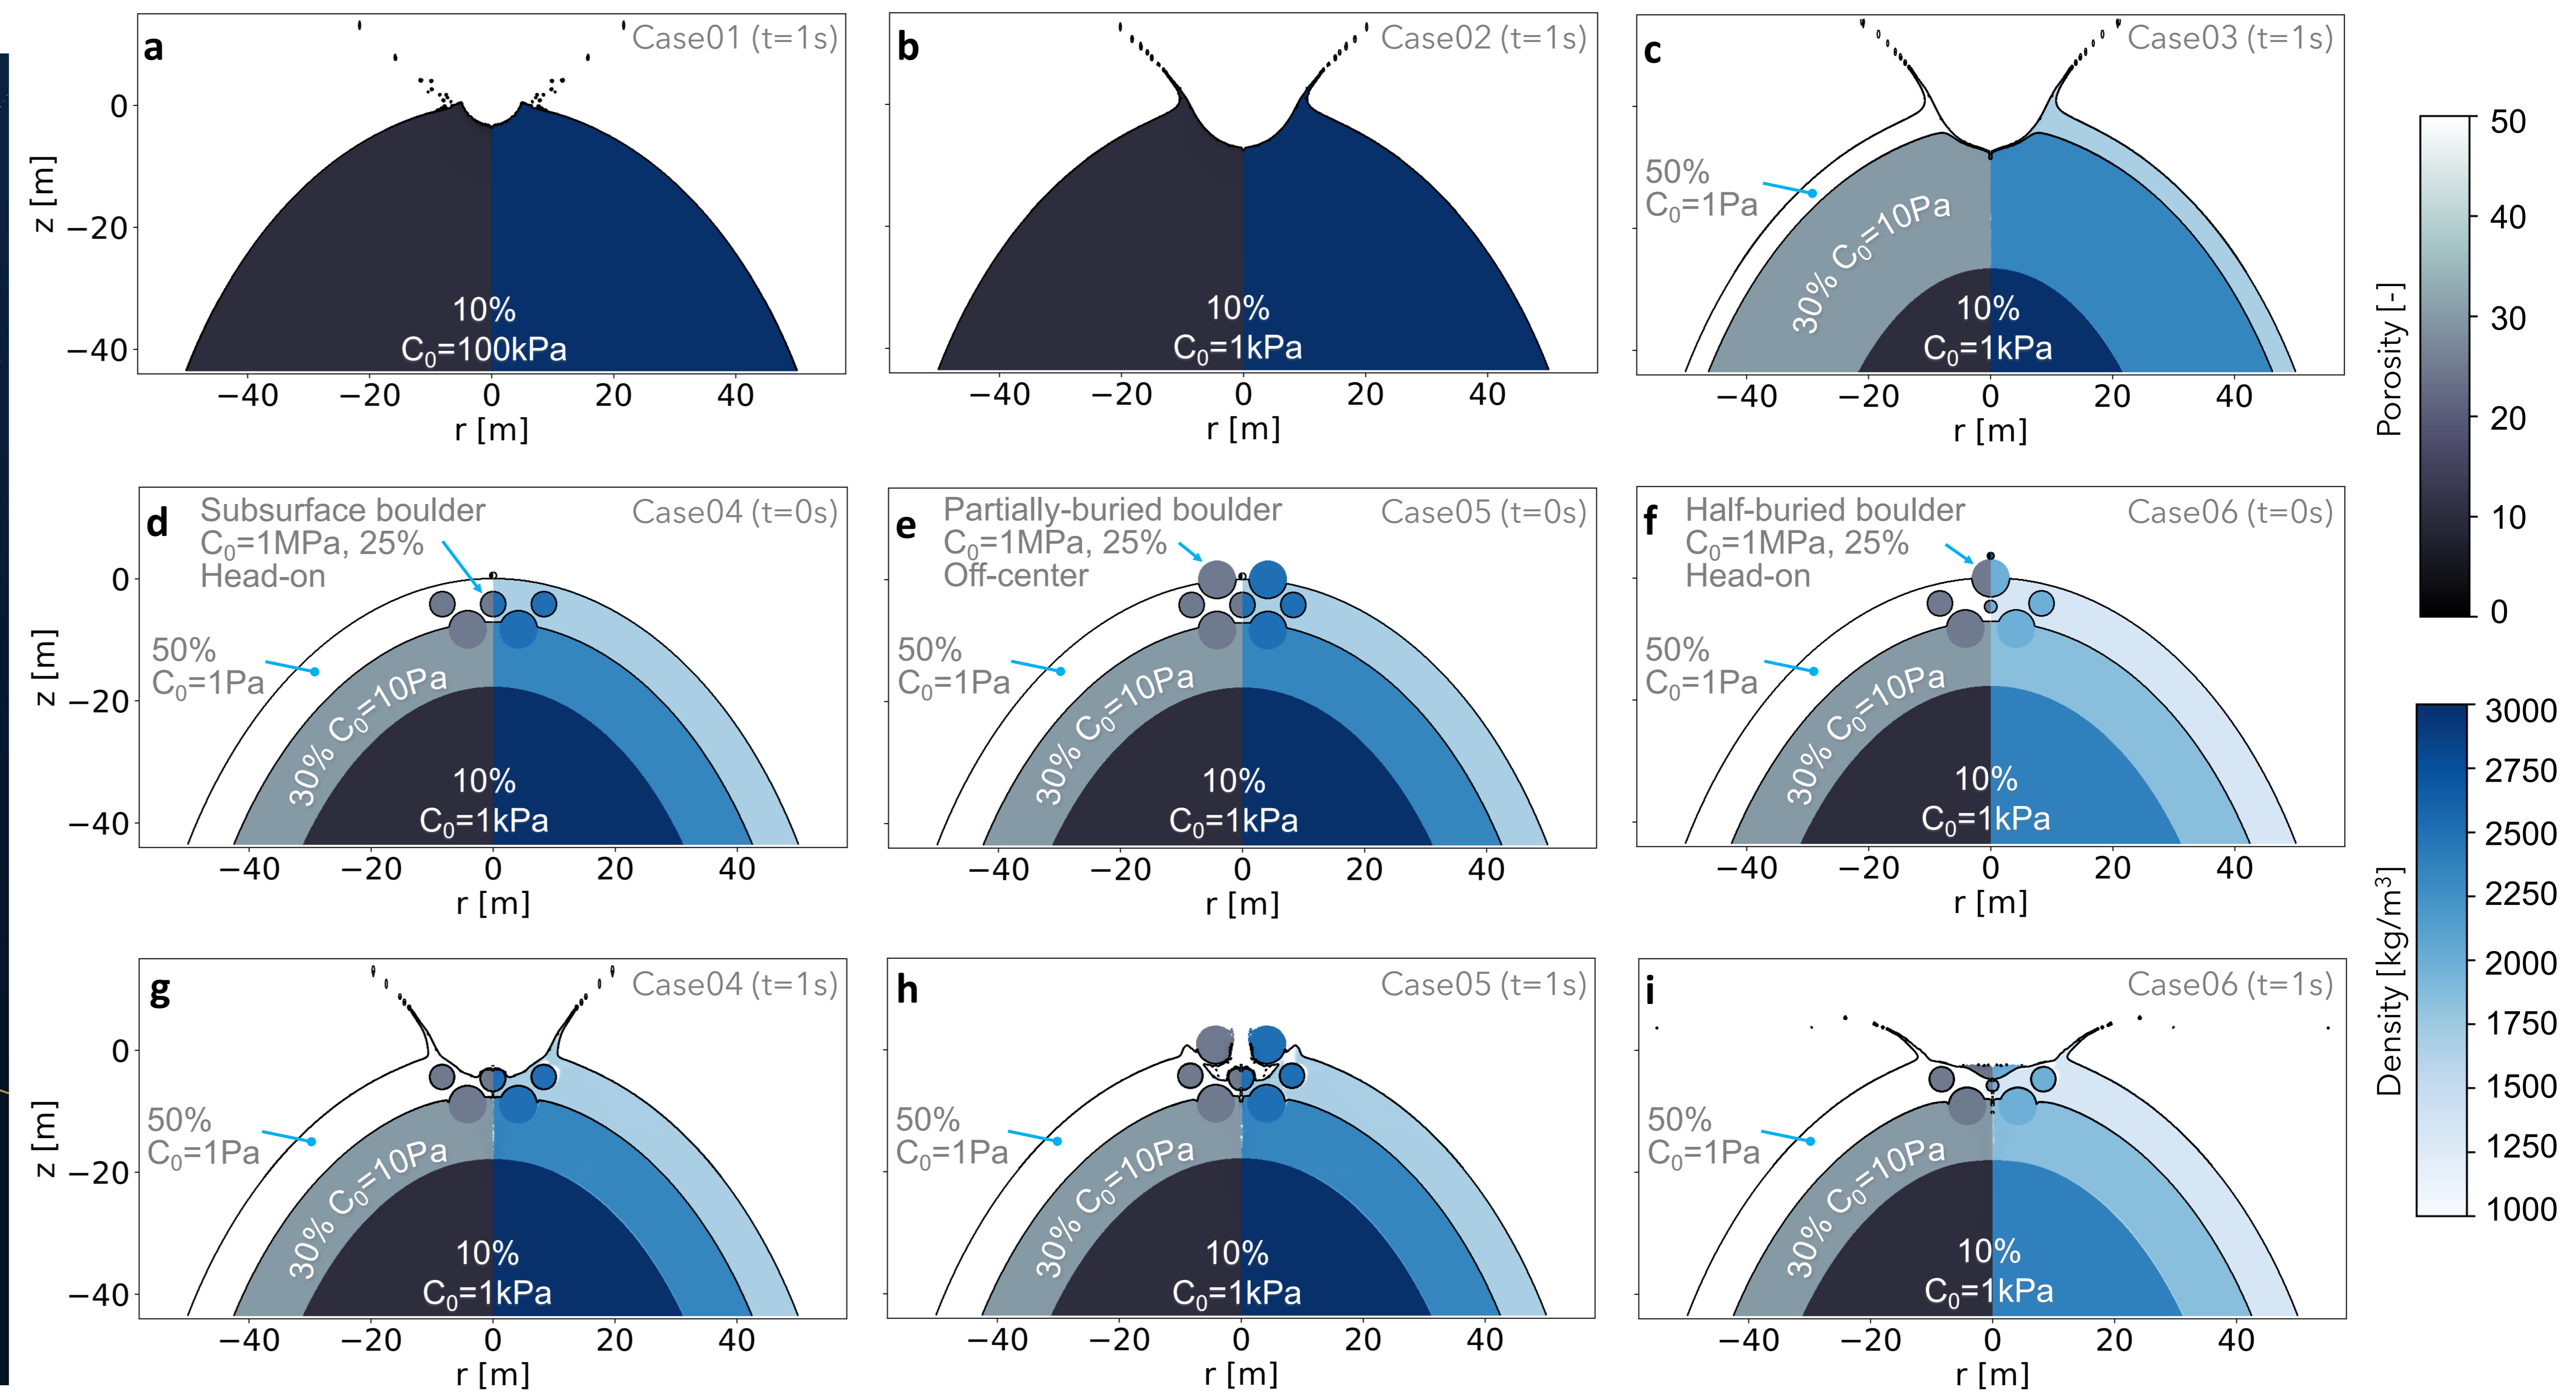 a
Case01 (t=1s)
z [m]
0
−20
−40
10%
C₀=100kPa
−40
−20
0
20
40
r [m]
b
Case02 (t=1s)
10%
C₀=1kPa
−40
−20
0
20
40
r [m]
c
Case03 (t=1s)
50%
C₀=1Pa
30% C₀=10Pa
10%
C₀=1kPa
−40
−20
0
20
40
r [m]
Porosity [-]
50
40
30
20
10
0
d
Subsurface boulder
C₀=1MPa, 25%
Head-on
Case04 (t=0s)
z [m]
0
−20
−40
50%
C₀=1Pa
30% C₀=10Pa
10%
C₀=1kPa
−40
−20
0
20
40
r [m]
e
Partially-buried boulder
C₀=1MPa, 25%
Off-center
Case05 (t=0s)
50%
C₀=1Pa
30% C₀=10Pa
10%
C₀=1kPa
−40
−20
0
20
40
r [m]
f
Half-buried boulder
C₀=1MPa, 25%
Head-on
Case06 (t=0s)
50%
C₀=1Pa
30% C₀=10Pa
10%
C₀=1kPa
−40
−20
0
20
40
r [m]
Density [kg/m³]
3000
2750
2500
2250
2000
1750
1500
1250
1000
g
Case04 (t=1s)
z [m]
0
−20
−40
50%
C₀=1Pa
30% C₀=10Pa
10%
C₀=1kPa
−40
−20
0
20
40
r [m]
h
Case05 (t=1s)
50%
C₀=1Pa
30% C₀=10Pa
10%
C₀=1kPa
−40
−20
0
20
40
r [m]
i
Case06 (t=1s)
50%
C₀=1Pa
30% C₀=10Pa
10%
C₀=1kPa
−40
−20
0
20
40
r [m]